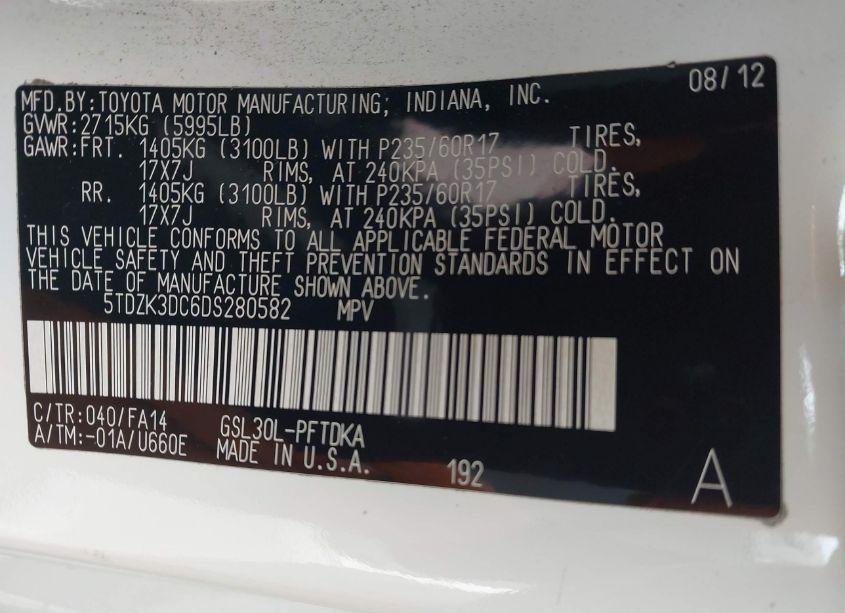 08/12
MFD.BY:TOYOTA MOTOR MANUFACTURING, INDIANA, INC.
GVWR:2715KG (5995LB)
GAWR:FRT. 1405KG (3100LB) WITH P235/60R17 TIRES,
17X7J RIMS, AT 240KPA (35PSI) COLD.
RR. 1405KG (3100LB) WITH P235/60R17 TIRES,
17X7J RIMS, AT 240KPA (35PSI) COLD.
THIS VEHICLE CONFORMS TO ALL APPLICABLE FEDERAL MOTOR
VEHICLE SAFETY AND THEFT PREVENTION STANDARDS IN EFFECT ON
THE DATE OF MANUFACTURE SHOWN ABOVE.
5TDZK3DC6DS280582 MPV
C/TR:040/FA14 GSL30L-PFTDKA
A/TM:-01A/U660E MADE IN U.S.A. 192 A